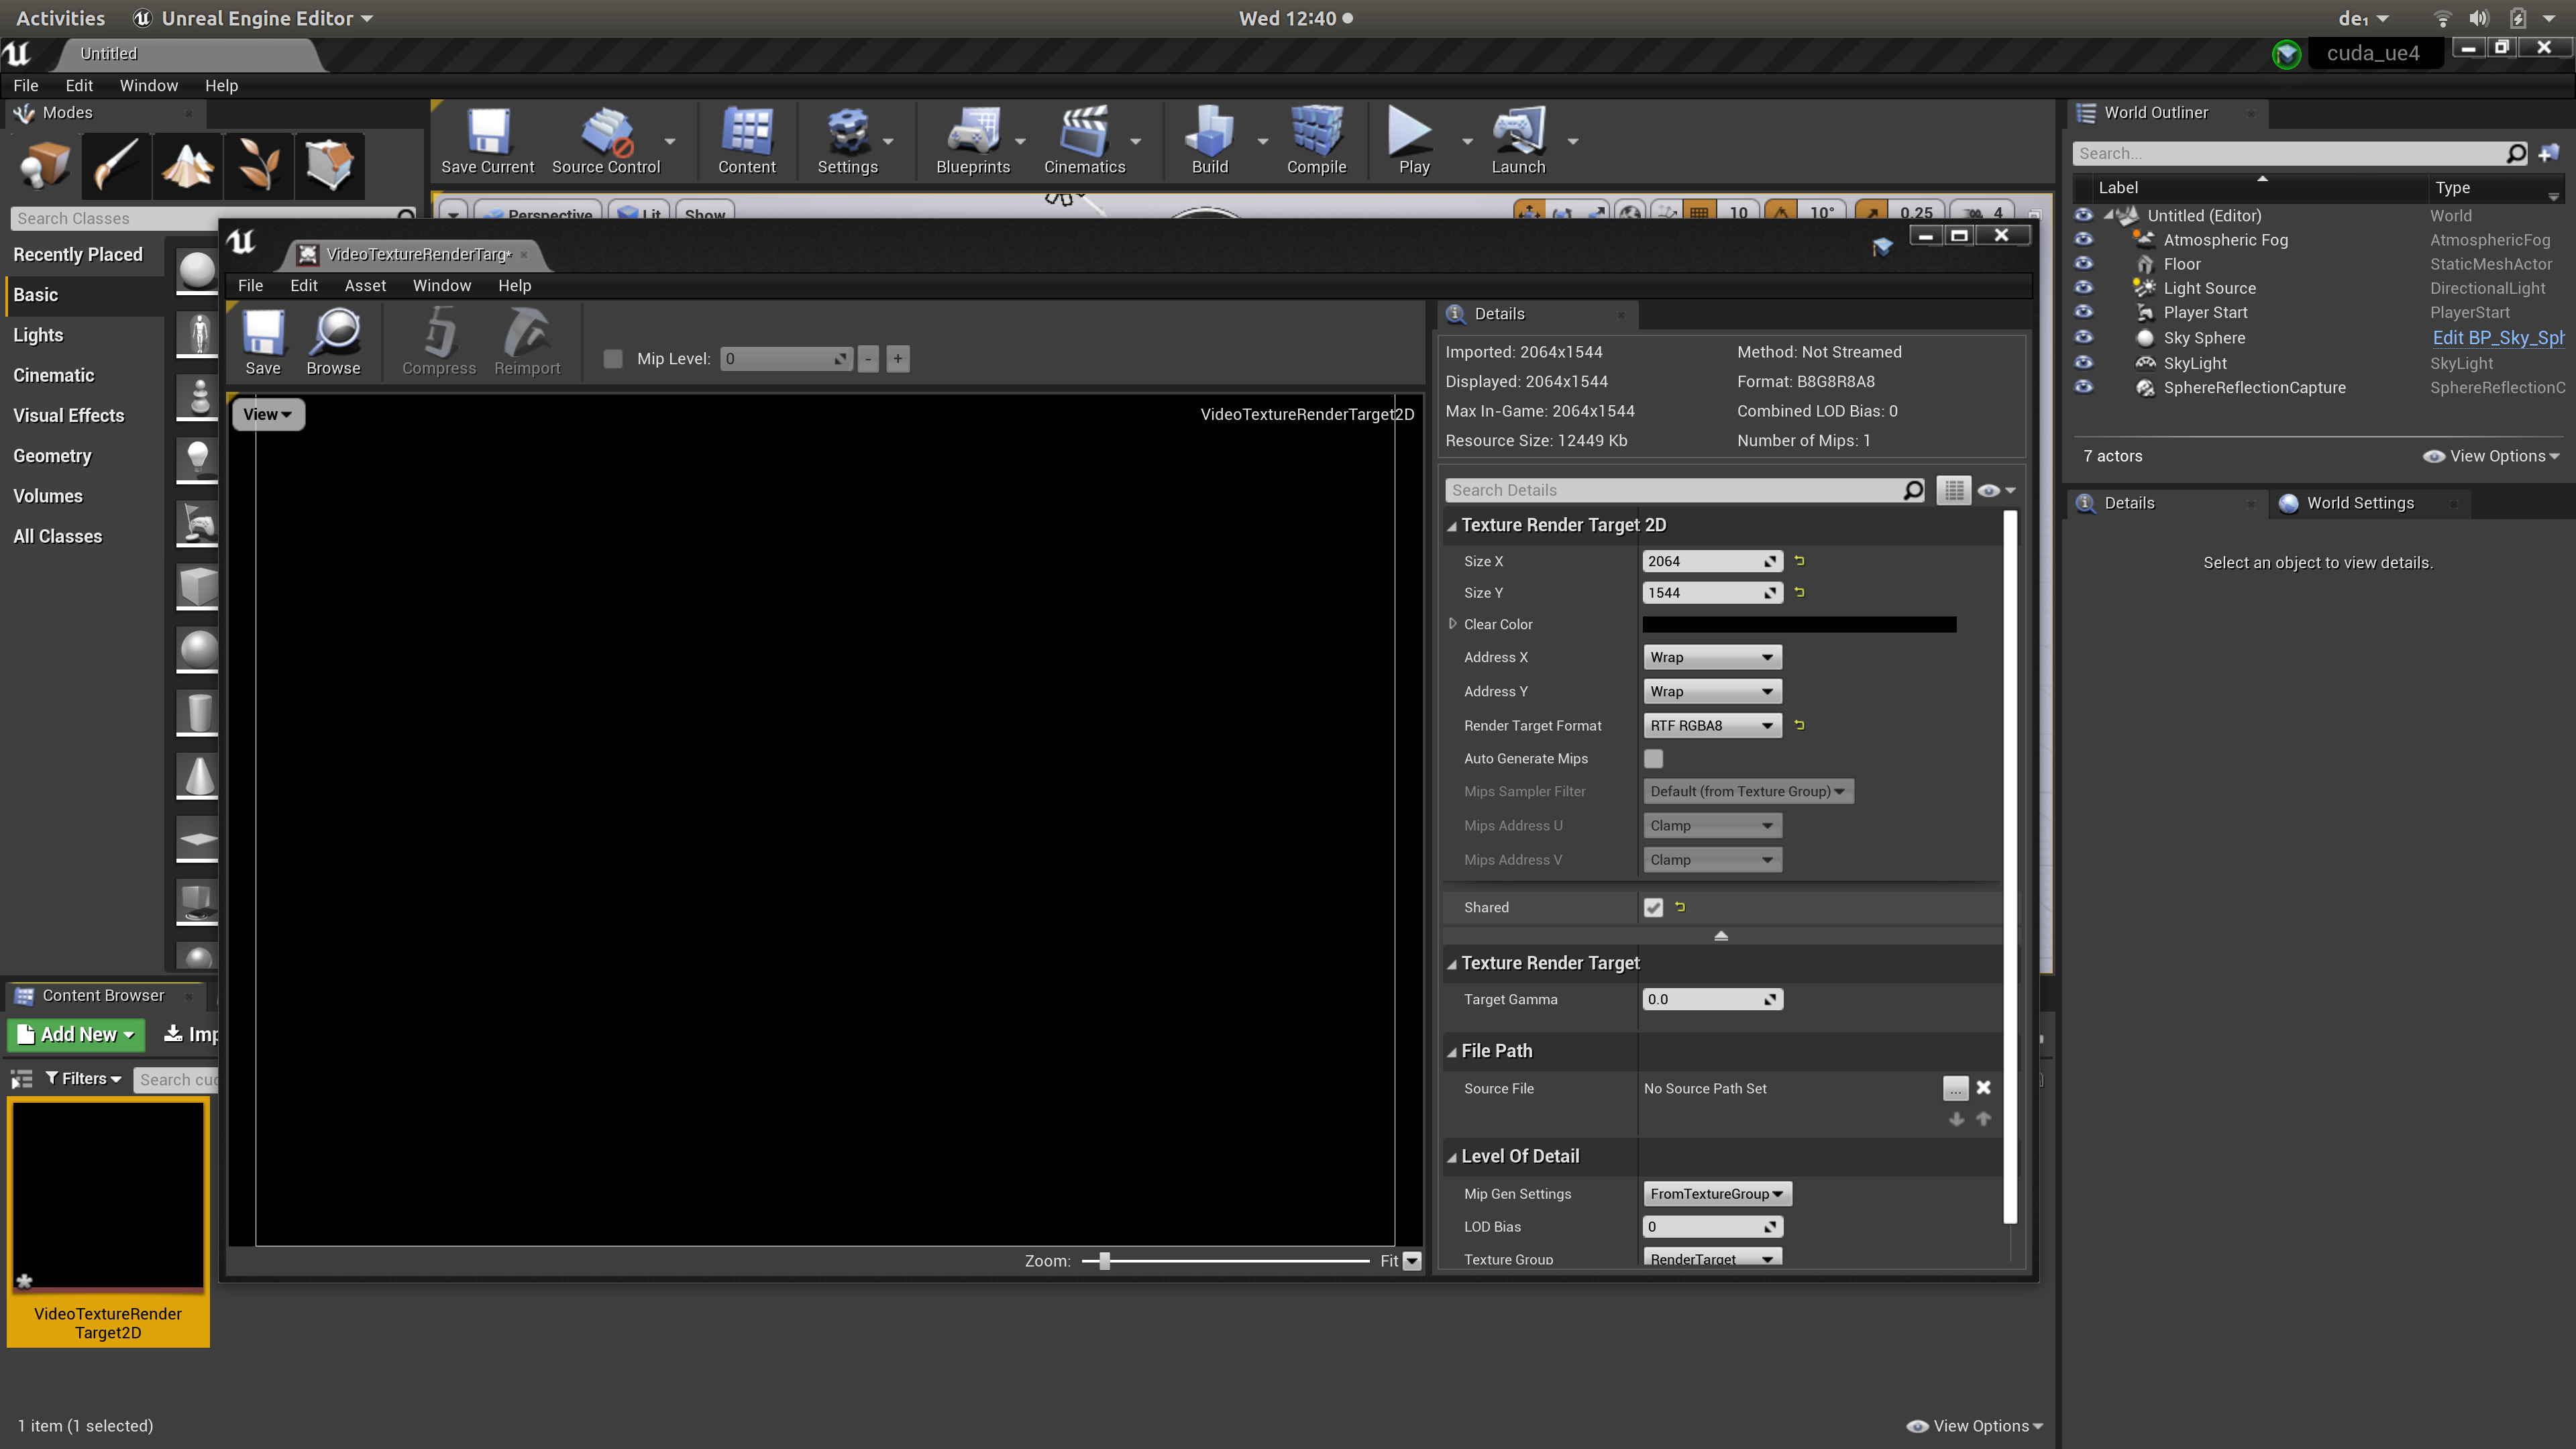 Activities
Unreal Engine Editor
Wed 12:40
de₁
Untitled
cuda_ue4
File Edit Window Help
Modes
Save Current
Source Control
Content
Settings
Blueprints
Cinematics
Build
Compile
Play
Launch
World Outliner
Search...
Label
Type
Untitled (Editor) World
Atmospheric Fog AtmosphericFog
Floor StaticMeshActor
Light Source DirectionalLight
Player Start PlayerStart
Sky Sphere Edit BP_Sky_Sph
SkyLight SkyLight
SphereReflectionCapture SphereReflectionC
7 actors
View Options
Details
World Settings
Select an object to view details.
Search Classes
Perspective
Lit
Show
10
10°
0.25
4
Recently Placed
Basic
Lights
Cinematic
Visual Effects
Geometry
Volumes
All Classes
VideoTextureRenderTarg*
File Edit Asset Window Help
Save
Browse
Compress
Reimport
Mip Level: 0 - +
View
VideoTextureRenderTarget2D
Zoom:
Fit
Details
Imported: 2064x1544 Method: Not Streamed
Displayed: 2064x1544 Format: B8G8R8A8
Max In-Game: 2064x1544 Combined LOD Bias: 0
Resource Size: 12449 Kb Number of Mips: 1
Search Details
Texture Render Target 2D
Size X 2064
Size Y 1544
Clear Color
Address X Wrap
Address Y Wrap
Render Target Format RTF RGBA8
Auto Generate Mips
Mips Sampler Filter Default (from Texture Group)
Mips Address U Clamp
Mips Address V Clamp
Shared
Texture Render Target
Target Gamma 0.0
File Path
Source File No Source Path Set ...
Level Of Detail
Mip Gen Settings FromTextureGroup
LOD Bias 0
Texture Group RenderTarget
Content Browser
Add New
Imp
Filters
Search cud
VideoTextureRender
Target2D
1 item (1 selected)
View Options